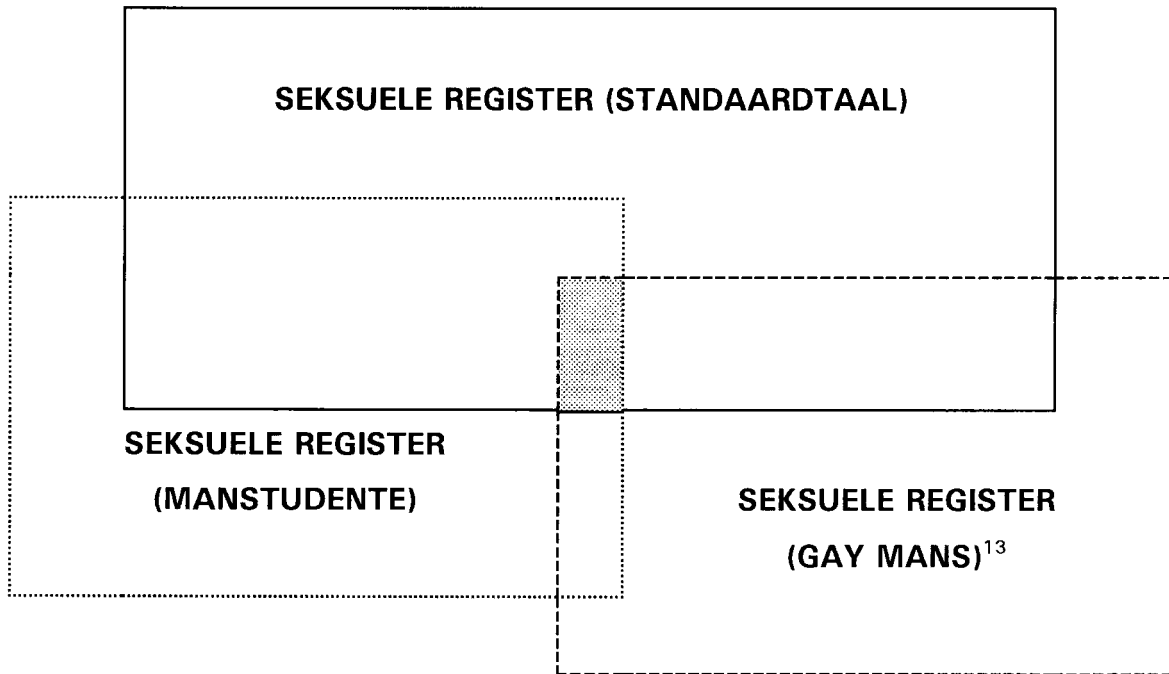 SEKSUELE REGISTER (STANDAARDTAAL)
SEKSUELE REGISTER
(MANSTUDENTE)
SEKSUELE REGISTER
(GAY MANS)¹³